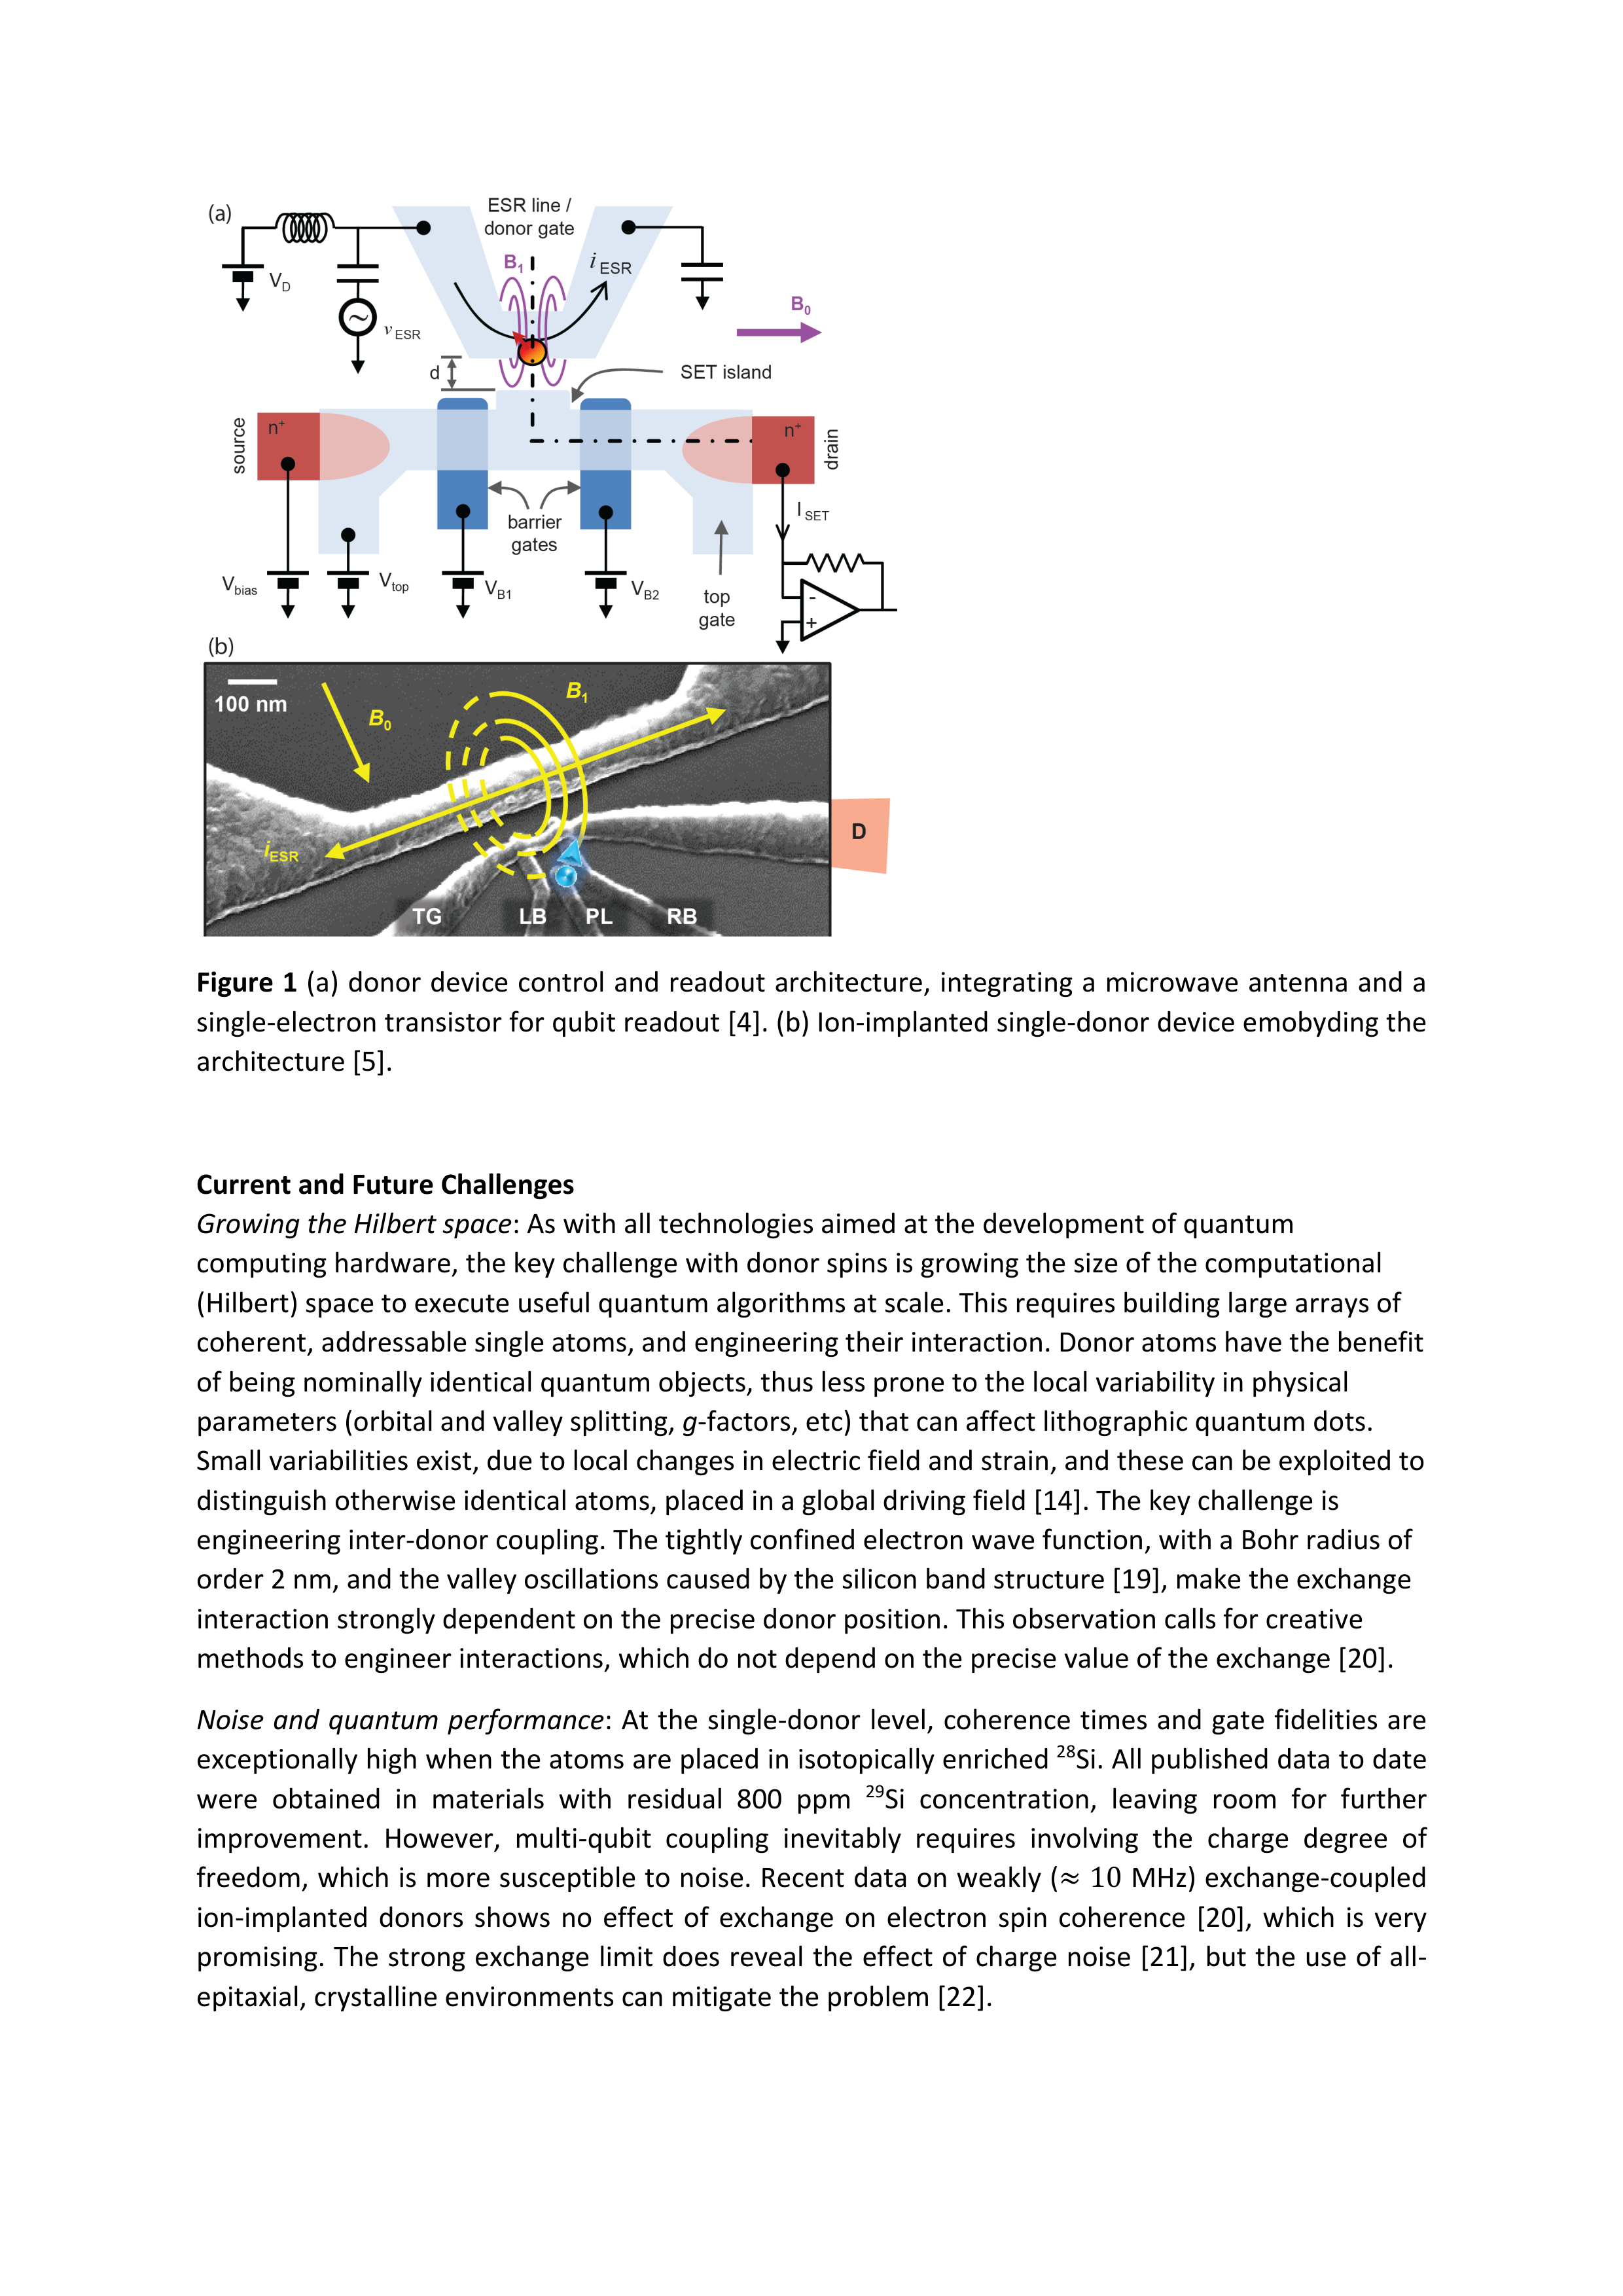 (a)
ESR line /
donor gate
B1
i ESR
VD
v ESR
B0
d
SET island
source
n+
n+
drain
I SET
barrier
gates
Vbias
Vtop
VB1
VB2
top
gate
-
+
(b)
100 nm
B0
B1
iESR
D
TG LB PL RB
Figure 1 (a) donor device control and readout architecture, integrating a microwave antenna and a
single-electron transistor for qubit readout [4]. (b) Ion-implanted single-donor device emobyding the
architecture [5].
Current and Future Challenges
Growing the Hilbert space: As with all technologies aimed at the development of quantum
computing hardware, the key challenge with donor spins is growing the size of the computational
(Hilbert) space to execute useful quantum algorithms at scale. This requires building large arrays of
coherent, addressable single atoms, and engineering their interaction. Donor atoms have the benefit
of being nominally identical quantum objects, thus less prone to the local variability in physical
parameters (orbital and valley splitting, g-factors, etc) that can affect lithographic quantum dots.
Small variabilities exist, due to local changes in electric field and strain, and these can be exploited to
distinguish otherwise identical atoms, placed in a global driving field [14]. The key challenge is
engineering inter-donor coupling. The tightly confined electron wave function, with a Bohr radius of
order 2 nm, and the valley oscillations caused by the silicon band structure [19], make the exchange
interaction strongly dependent on the precise donor position. This observation calls for creative
methods to engineer interactions, which do not depend on the precise value of the exchange [20].
Noise and quantum performance: At the single-donor level, coherence times and gate fidelities are
exceptionally high when the atoms are placed in isotopically enriched ²⁸Si. All published data to date
were obtained in materials with residual 800 ppm ²⁹Si concentration, leaving room for further
improvement. However, multi-qubit coupling inevitably requires involving the charge degree of
freedom, which is more susceptible to noise. Recent data on weakly (≈ 10 MHz) exchange-coupled
ion-implanted donors shows no effect of exchange on electron spin coherence [20], which is very
promising. The strong exchange limit does reveal the effect of charge noise [21], but the use of all-
epitaxial, crystalline environments can mitigate the problem [22].